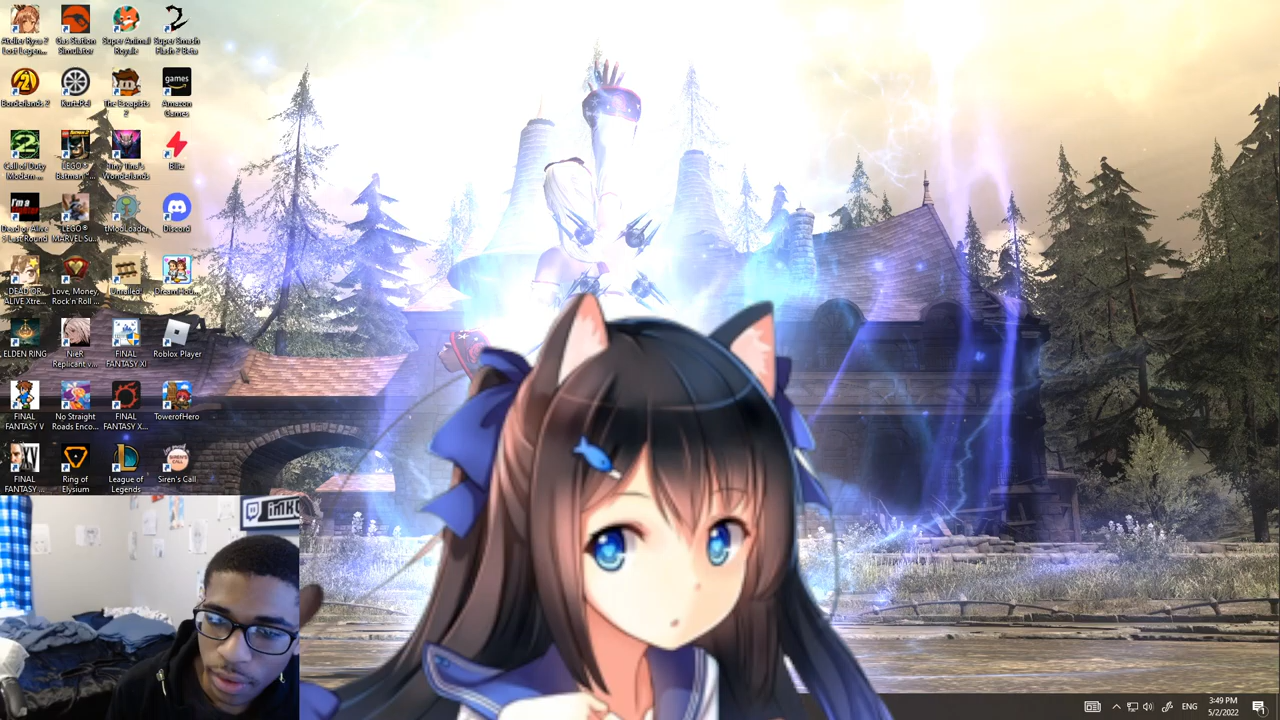 Atelier Ryza 2
Lost Legen...
Gas Station
Simulator
Super Animal
Royale
Super Smash
Flash 2 Beta
Borderlands 2
KurtzPel
The Escapists
2
games
Amazon
Games
Call of Duty
Modern ...
LEGO®
Batman™...
Tiny Tina's
Wonderlands
Blitz
I'm a
Dead or Alive
5 Last Round
LEGO®
MARVEL Su...
tModLoader
Discord
DEAD OR
ALIVE Xtre...
Love, Money,
Rock'n'Roll ...
Unrailed!
ELDEN RING
NieR
Replicant v...
FINAL
FANTASY XI
Roblox Player
FINAL
FANTASY V
No Straight
Roads Enco...
FINAL
FANTASY X...
TowerofHero
XV
FINAL
FANTASY ...
Ring of
Elysium
League of
Legends
Siren's Call
ENG
3:49 PM
5/2/2022